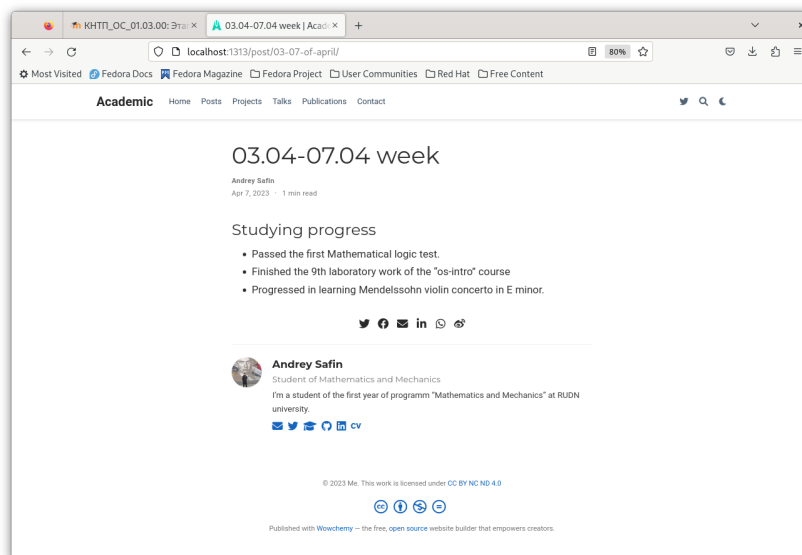 КНТП_ОС_01.03.00: Эта
03.04-07.04 week | Acad
localhost:1313/post/03-07-of-april/
80%
Most Visited Fedora Docs Fedora Magazine Fedora Project User Communities Red Hat Free Content
Academic Home Posts Projects Talks Publications Contact
03.04-07.04 week
Andrey Safin
Apr 7, 2023 · 1 min read
Studying progress
• Passed the first Mathematical logic test.
• Finished the 9th laboratory work of the “os-intro” course
• Progressed in learning Mendelssohn violin concerto in E minor.
Andrey Safin
Student of Mathematics and Mechanics
I'm a student of the first year of programm “Mathematics and Mechanics” at RUDN
university.
CV
© 2023 Me. This work is licensed under CC BY NC ND 4.0
cc
Published with Wowchemy — the free, open source website builder that empowers creators.